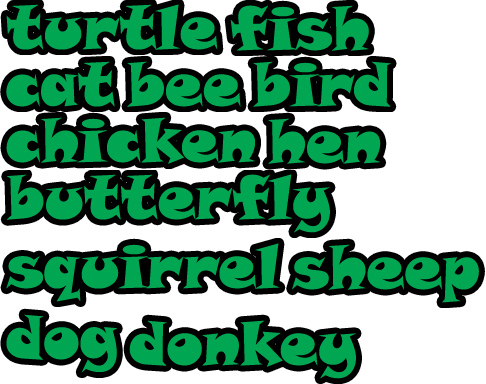 turtle fish
cat bee bird
chicken hen
butterfly
squirrel sheep
dog donkey